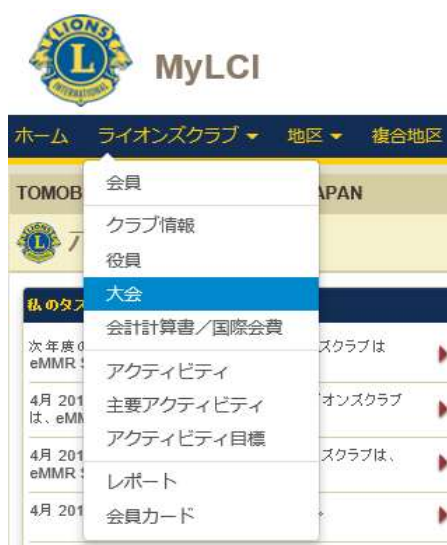 LIONS
L
INTERNATIONAL
MyLCI
ホーム ライオンズクラブ 地区 複合地区
TOMOB
APAN
会員
クラブ情報
役員
大会
会計計算書／国際会費
アクティビティ
主要アクティビティ
アクティビティ目標
レポート
会員カード
私のタス
次年度の
ズクラブは
eMMR S
4月 201
イオンズクラブ
は、eMM
4月 201
ズクラブは、
eMMR S
4月 201
。